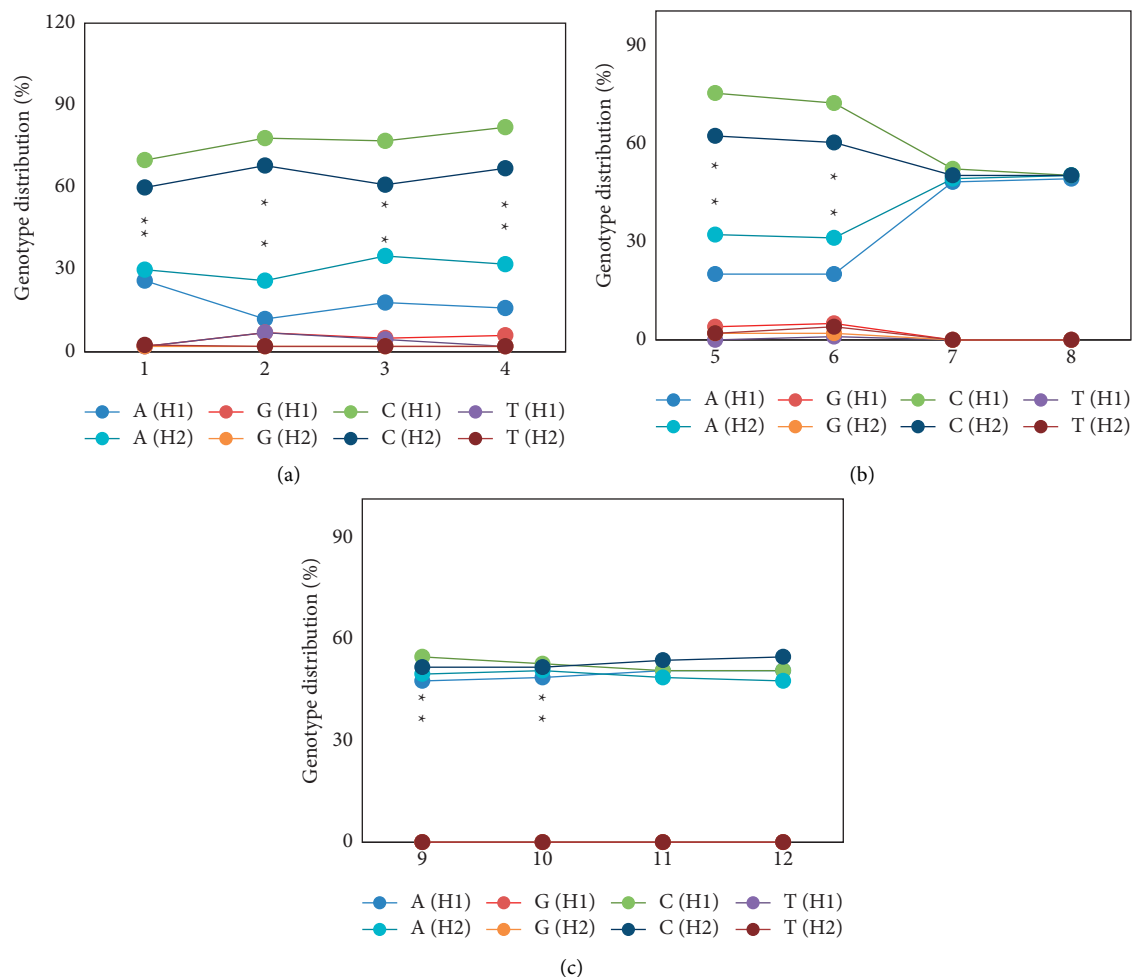 Genotype distribution (%)
120
90
60
30
0
*
*
*
*
*
*
*
*
1 2 3 4
A (H1) G (H1) C (H1) T (H1)
A (H2) G (H2) C (H2) T (H2)
(a)
Genotype distribution (%)
90
60
30
0
*
*
*
*
5 6 7 8
A (H1) G (H1) C (H1) T (H1)
A (H2) G (H2) C (H2) T (H2)
(b)
Genotype distribution (%)
90
60
30
0
* *
* *
9 10 11 12
A (H1) G (H1) C (H1) T (H1)
A (H2) G (H2) C (H2) T (H2)
(c)